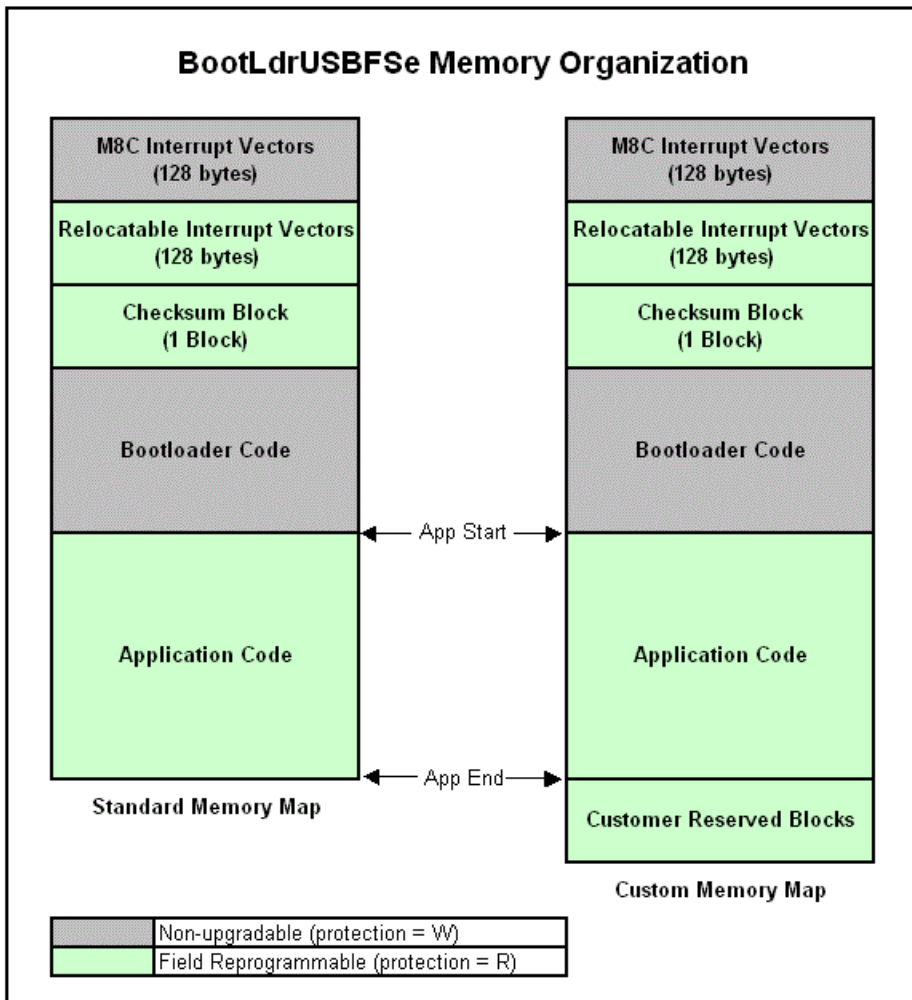 BootLdrUSBFSe Memory Organization
M8C Interrupt Vectors
(128 bytes)
Relocatable Interrupt Vectors
(128 bytes)
Checksum Block
(1 Block)
Bootloader Code
Application Code
Standard Memory Map
App Start
App End
M8C Interrupt Vectors
(128 bytes)
Relocatable Interrupt Vectors
(128 bytes)
Checksum Block
(1 Block)
Bootloader Code
Application Code
Customer Reserved Blocks
Custom Memory Map
Non-upgradable (protection = W)
Field Reprogrammable (protection = R)